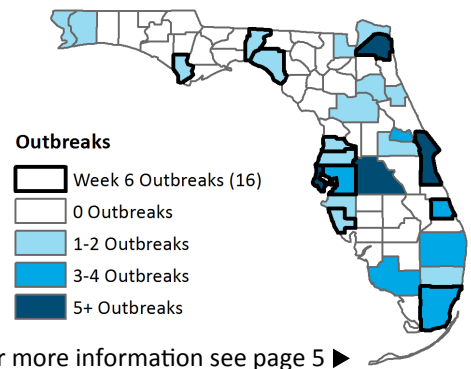 Outbreaks
Week 6 Outbreaks (16)
0 Outbreaks
1-2 Outbreaks
3-4 Outbreaks
5+ Outbreaks
r more information see page 5 ▶